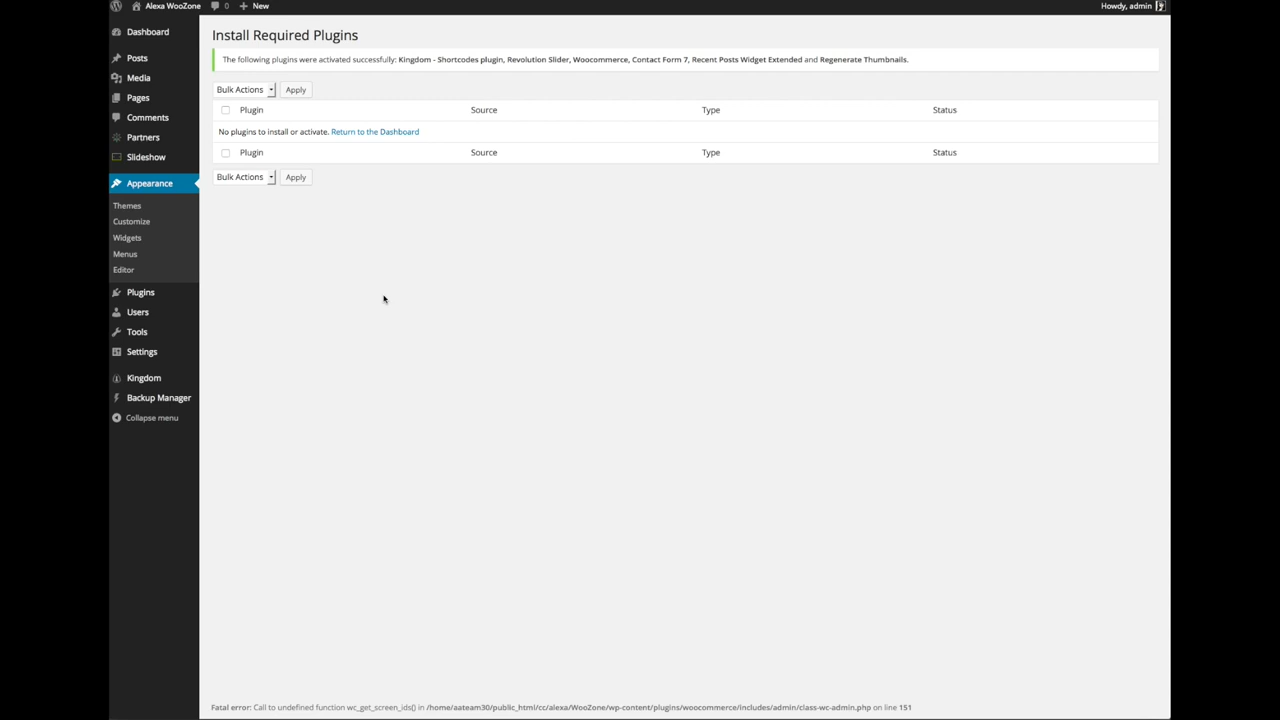 Alexa WooZone 0 New Howdy, admin
Dashboard
Posts
Media
Pages
Comments
Partners
Slideshow
Appearance
Themes
Customize
Widgets
Menus
Editor
Plugins
Users
Tools
Settings
Kingdom
Backup Manager
Collapse menu
Install Required Plugins
The following plugins were activated successfully: Kingdom - Shortcodes plugin, Revolution Slider, Woocommerce, Contact Form 7, Recent Posts Widget Extended and Regenerate Thumbnails.
Bulk Actions Apply
Plugin Source Type Status
No plugins to install or activate. Return to the Dashboard
Plugin Source Type Status
Bulk Actions Apply
Fatal error: Call to undefined function wc_get_screen_ids() in /home/aateam30/public_html/cc/alexa/WooZone/wp-content/plugins/woocommerce/includes/admin/class-wc-admin.php on line 151